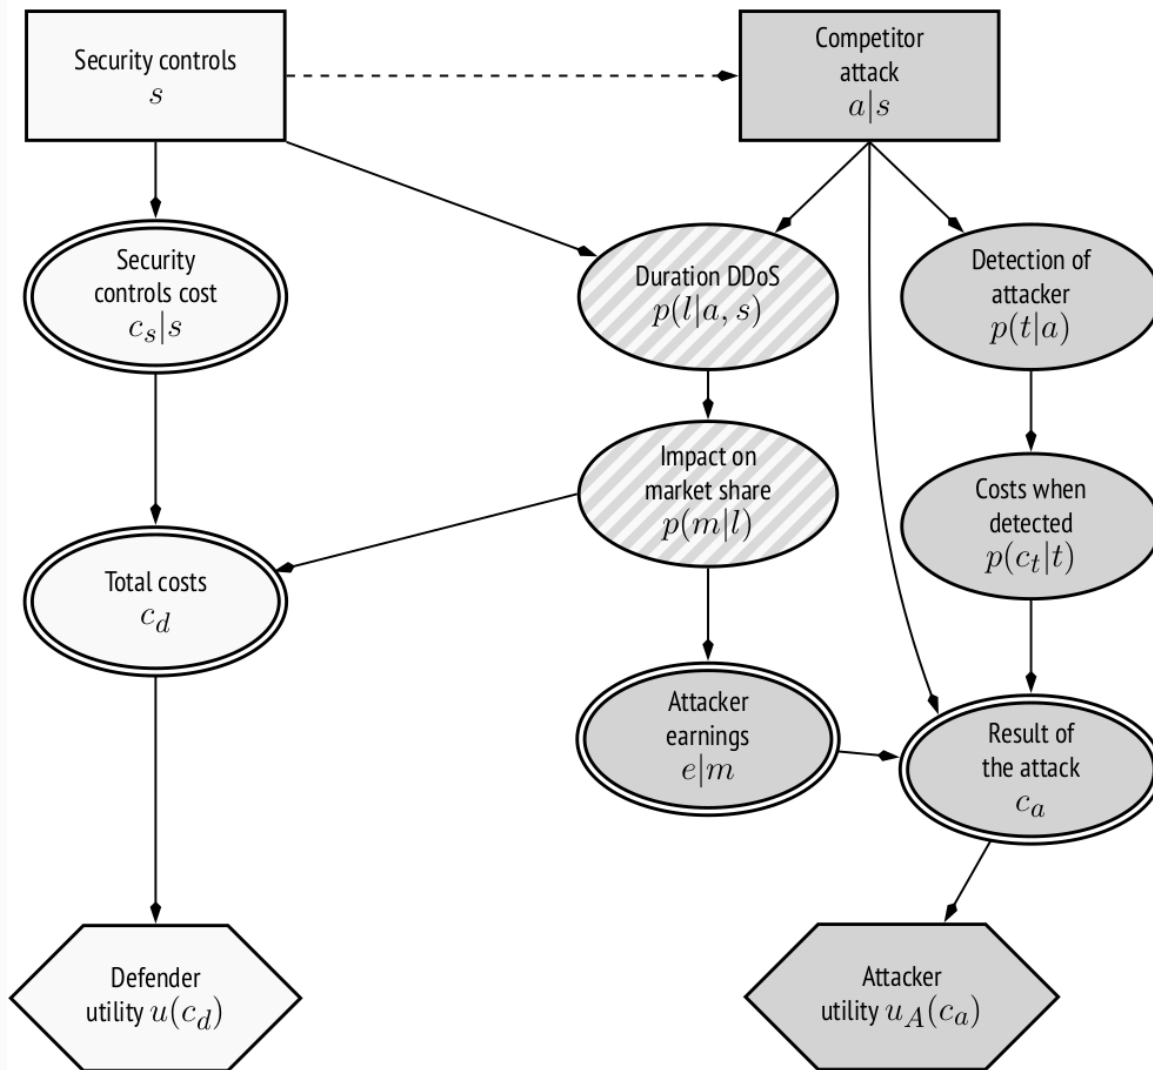 Security controls
s
Competitor
attack
a|s
Security
controls cost
c_s|s
Duration DDoS
p(l|a, s)
Detection of
attacker
p(t|a)
Impact on
market share
p(m|l)
Costs when
detected
p(c_t|t)
Total costs
c_d
Attacker
earnings
e|m
Result of
the attack
c_a
Defender
utility u(c_d)
Attacker
utility u_A(c_a)